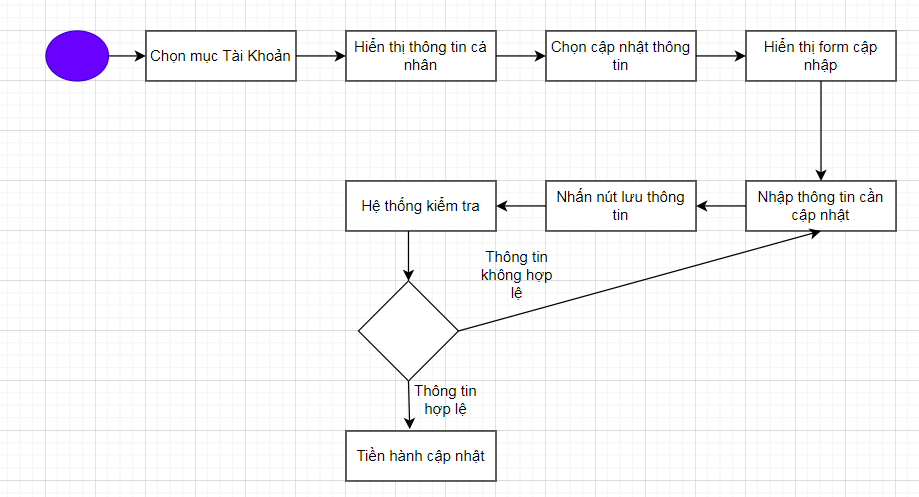 Chọn mục Tài Khoản
Hiển thị thông tin cá
nhân
Chọn cập nhật thông
tin
Hiển thị form cập
nhập
Hệ thống kiểm tra
Nhấn nút lưu thông
tin
Nhập thông tin cần
cập nhật
Thông tin
không hợp
lệ
Thông tin
hợp lệ
Tiền hành cập nhật